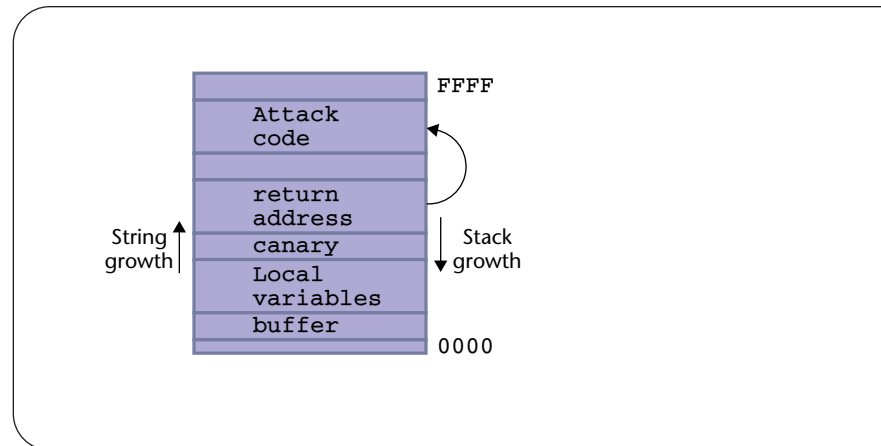 FFFF
Attack
code
return
address
String
growth
canary
Stack
growth
Local
variables
buffer
0000